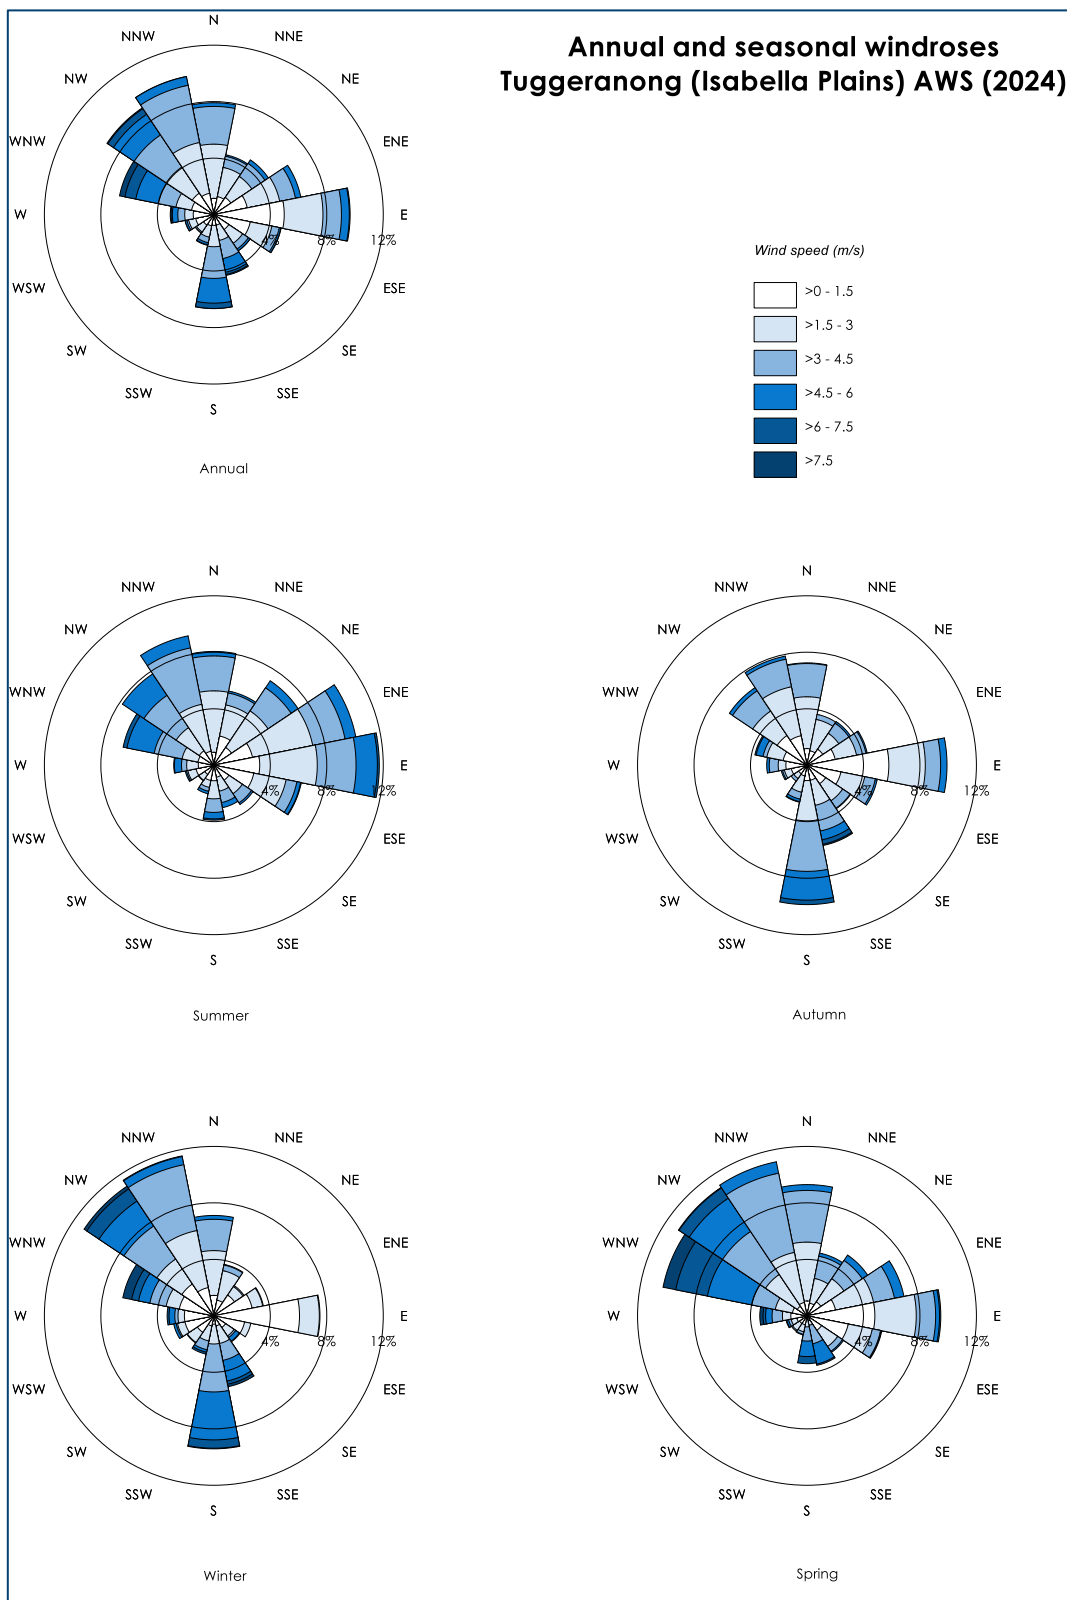 Annual and seasonal windroses
Tuggeranong (Isabella Plains) AWS (2024)
N
NNW
NNE
NW
NE
WNW
ENE
W
E
4%
8%
12%
WSW
ESE
SW
SE
SSW
SSE
S
Annual
Wind speed (m/s)
>0 - 1.5
>1.5 - 3
>3 - 4.5
>4.5 - 6
>6 - 7.5
>7.5
N
NNW
NNE
NW
NE
WNW
ENE
W
E
4%
8%
12%
WSW
ESE
SW
SE
SSW
SSE
S
Summer
N
NNW
NNE
NW
NE
WNW
ENE
W
E
4%
8%
12%
WSW
ESE
SW
SE
SSW
SSE
S
Autumn
N
NNW
NNE
NW
NE
WNW
ENE
W
E
4%
8%
12%
WSW
ESE
SW
SE
SSW
SSE
S
Winter
N
NNW
NNE
NW
NE
WNW
ENE
W
E
4%
8%
12%
WSW
ESE
SW
SE
SSW
SSE
S
Spring